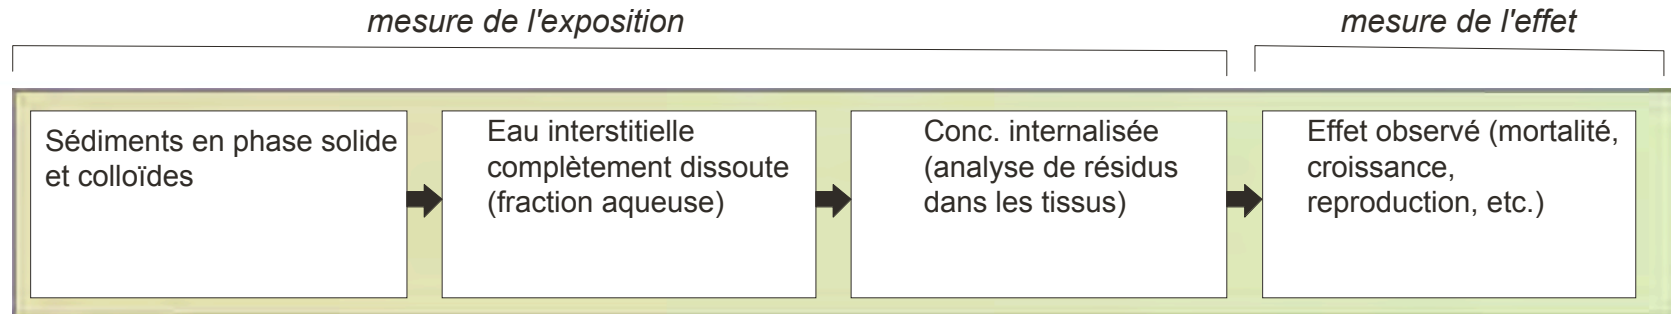 mesure de l'exposition
mesure de l'effet
Sédiments en phase solide
et colloïdes
Eau interstitielle
complètement dissoute
(fraction aqueuse)
Conc. internalisée
(analyse de résidus
dans les tissus)
Effet observé (mortalité,
croissance,
reproduction, etc.)